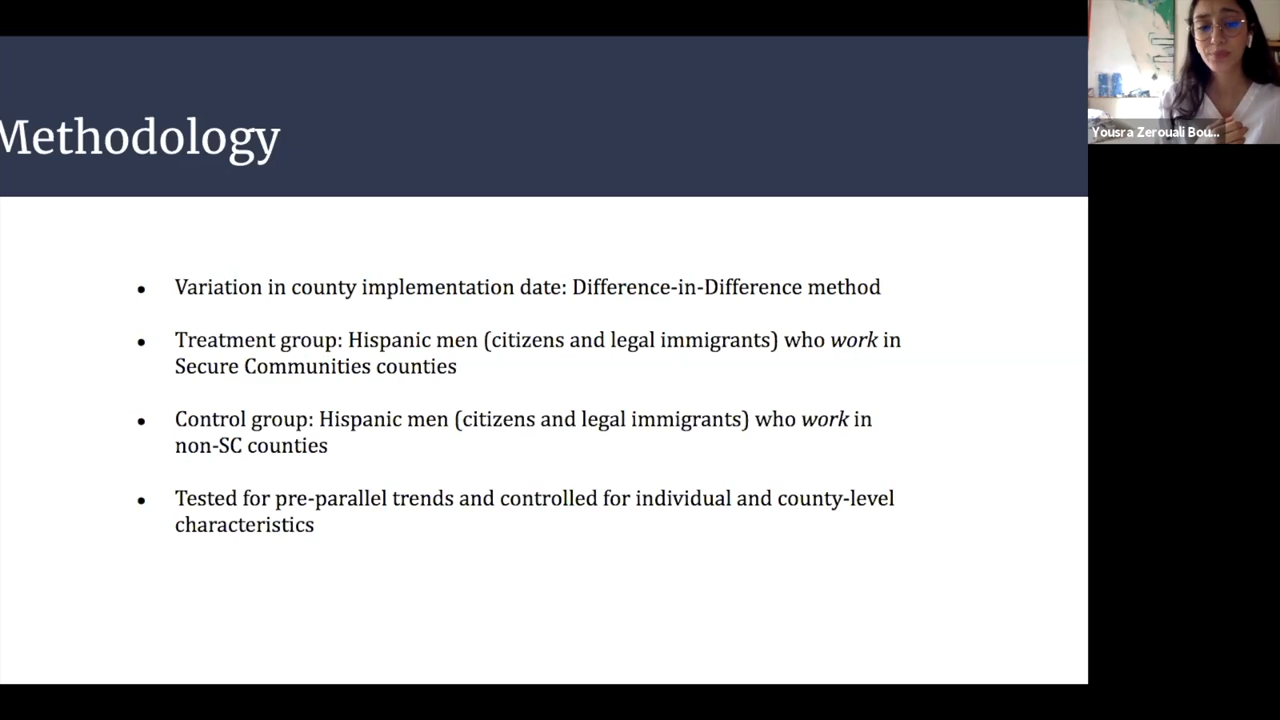 Methodology
Yousra Zerouali Bou...
• Variation in county implementation date: Difference-in-Difference method
• Treatment group: Hispanic men (citizens and legal immigrants) who work in
Secure Communities counties
• Control group: Hispanic men (citizens and legal immigrants) who work in
non-SC counties
• Tested for pre-parallel trends and controlled for individual and county-level
characteristics